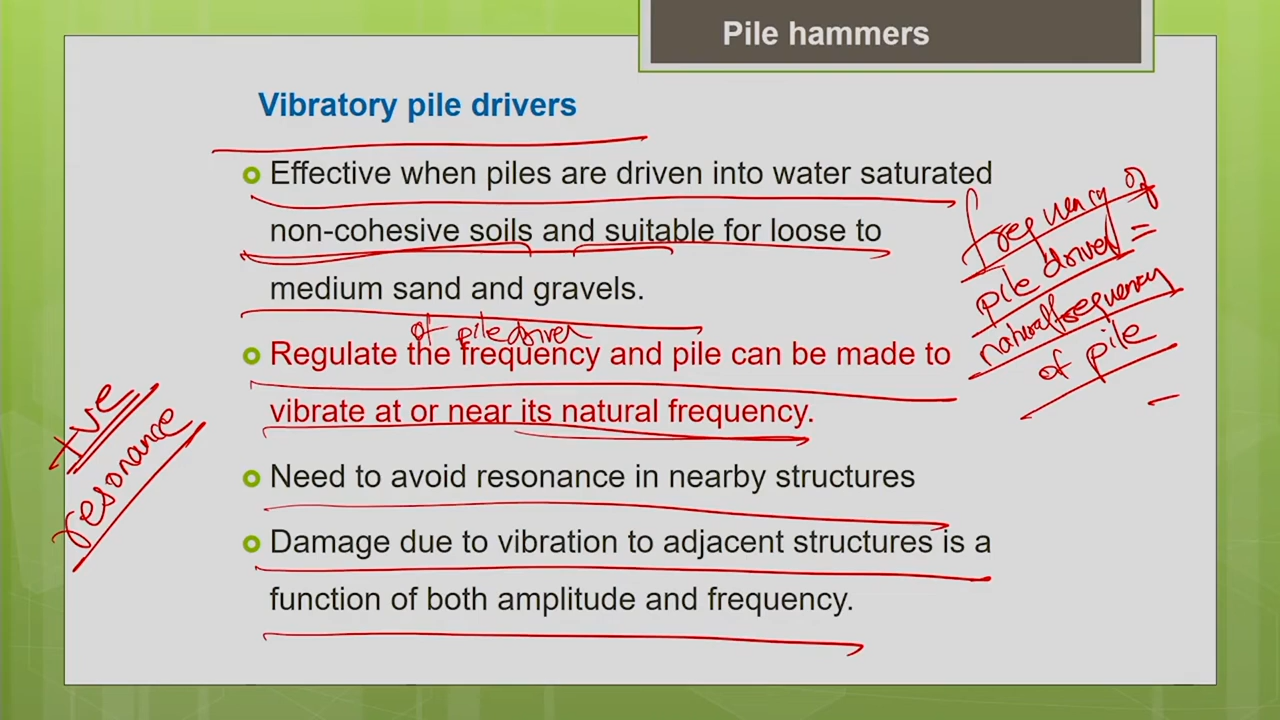 Pile hammers
Vibratory pile drivers
Effective when piles are driven into water saturated
non-cohesive soils and suitable for loose to
medium sand and gravels.
of pile driver
Regulate the frequency and pile can be made to
vibrate at or near its natural frequency.
Need to avoid resonance in nearby structures
Damage due to vibration to adjacent structures is a
function of both amplitude and frequency.
frequency of
pile driver =
natural frequency
of pile
+ve
resonance